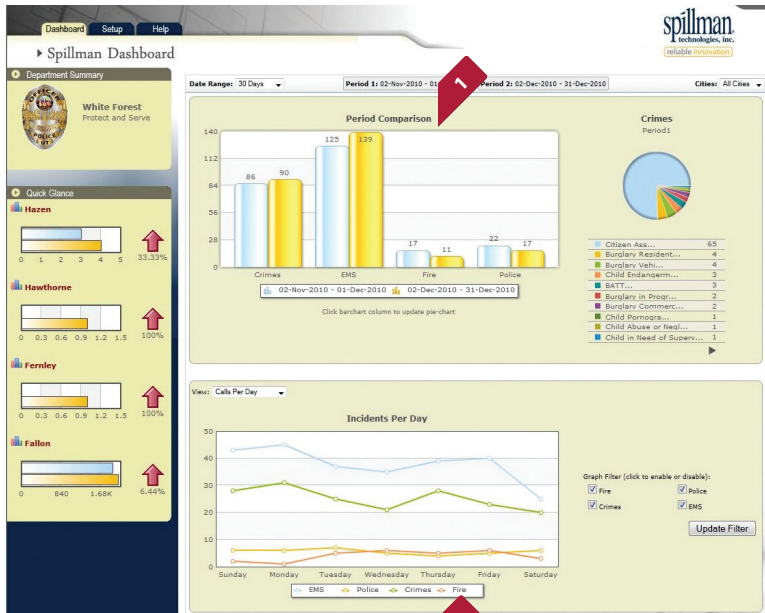 Dashboard Setup Help
spillman
technologies, inc.
reliable innovation
Spillman Dashboard
Department Summary
OFFICER
POLICE
UT
White Forest
Protect and Serve
Date Range: 30 Days
Period 1: 02-Nov-2010 - 01
1
Period 2: 02-Dec-2010 - 31-Dec-2010
Cities: All Cities
Quick Glance
Hazen
0 1 2 3 4 5
33.33%
Hawthorne
0 0.3 0.6 0.9 1.2 1.5
100%
Fernley
0 0.3 0.6 0.9 1.2 1.5
100%
Fallon
0 840 1.68K
6.44%
Period Comparison
140
112
84
56
28
0
86 90
125 139
17 11
22 17
Crimes EMS Fire Police
02-Nov-2010 - 01-Dec-2010 02-Dec-2010 - 31-Dec-2010
Click barchart column to update pie-chart
Crimes
Period1
Citizen Ass... 65
Burglary Resident... 4
Burglary Vehi... 4
Child Endangerm... 3
BATT... 3
Burglary in Progr... 2
Burglary Commerc... 2
Child Pornogra... 1
Child Abuse or Negl... 1
Child in Need of Superv... 1
View: Calls Per Day
Incidents Per Day
50
40
30
20
10
0
Sunday Monday Tuesday Wednesday Thursday Friday Saturday
EMS Police Crimes Fire
Graph Filter (click to enable or disable):
Fire Police
Crimes EMS
Update Filter